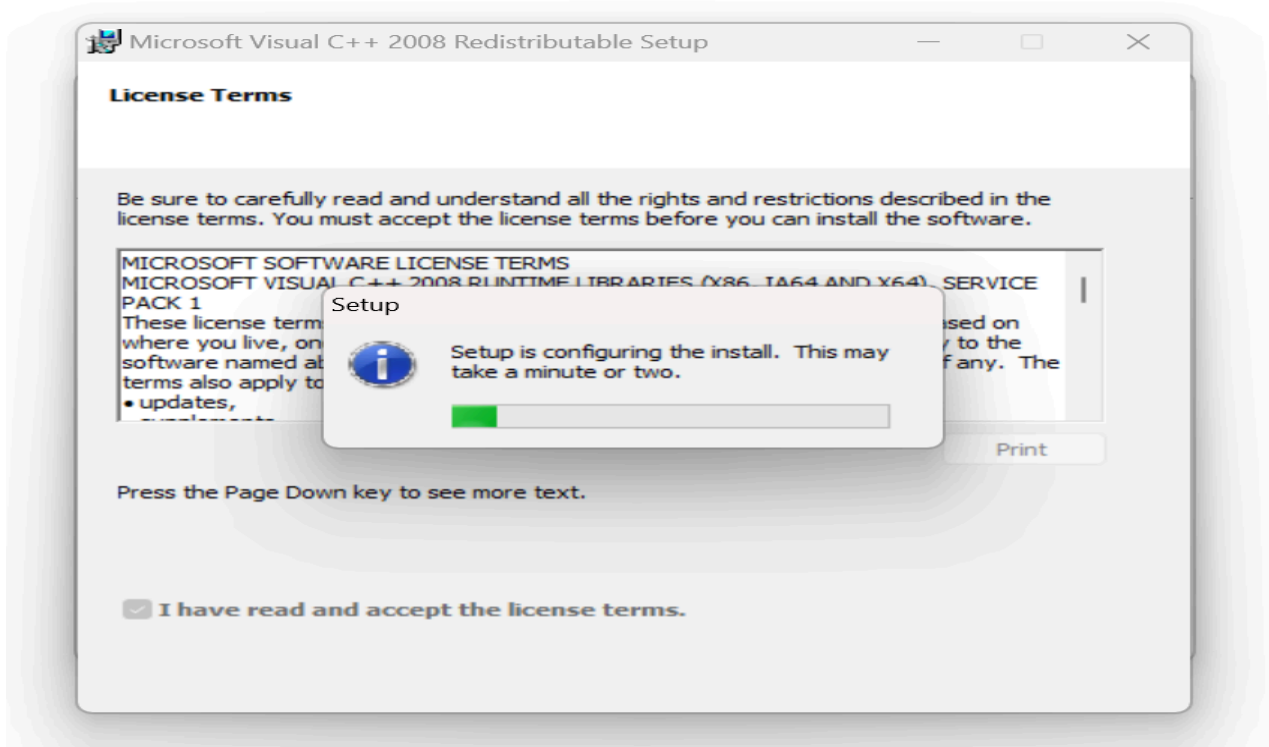 Microsoft Visual C++ 2008 Redistributable Setup
License Terms
Be sure to carefully read and understand all the rights and restrictions described in the
license terms. You must accept the license terms before you can install the software.
MICROSOFT SOFTWARE LICENSE TERMS
MICROSOFT VISUAL C++ 2008 RUNTIME LIBRARIES (X86, IA64 AND X64), SERVICE
PACK 1
These license
where you live, sed on
software named to the
terms also apply to any. The
• updates,
Setup
Setup is configuring the install. This may
take a minute or two.
Print
Press the Page Down key to see more text.
I have read and accept the license terms.